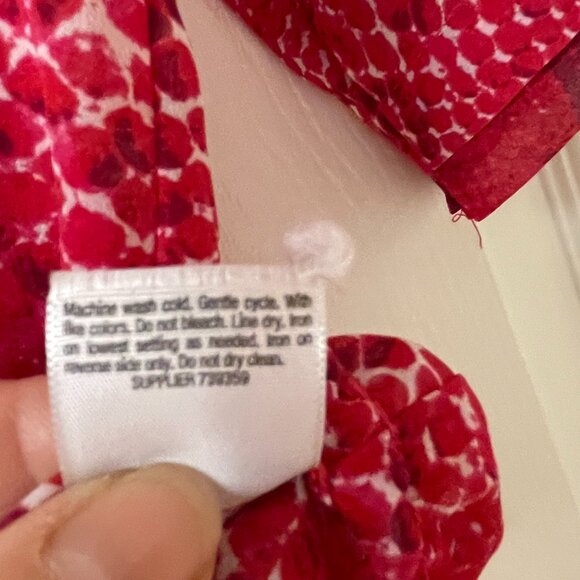 Machine wash cold. Gentle cycle. With
like colors. Do not bleach. Line dry. Iron
on lowest setting as needed. Iron on
reverse side only. Do not dry clean.
SUPPLIER 739359